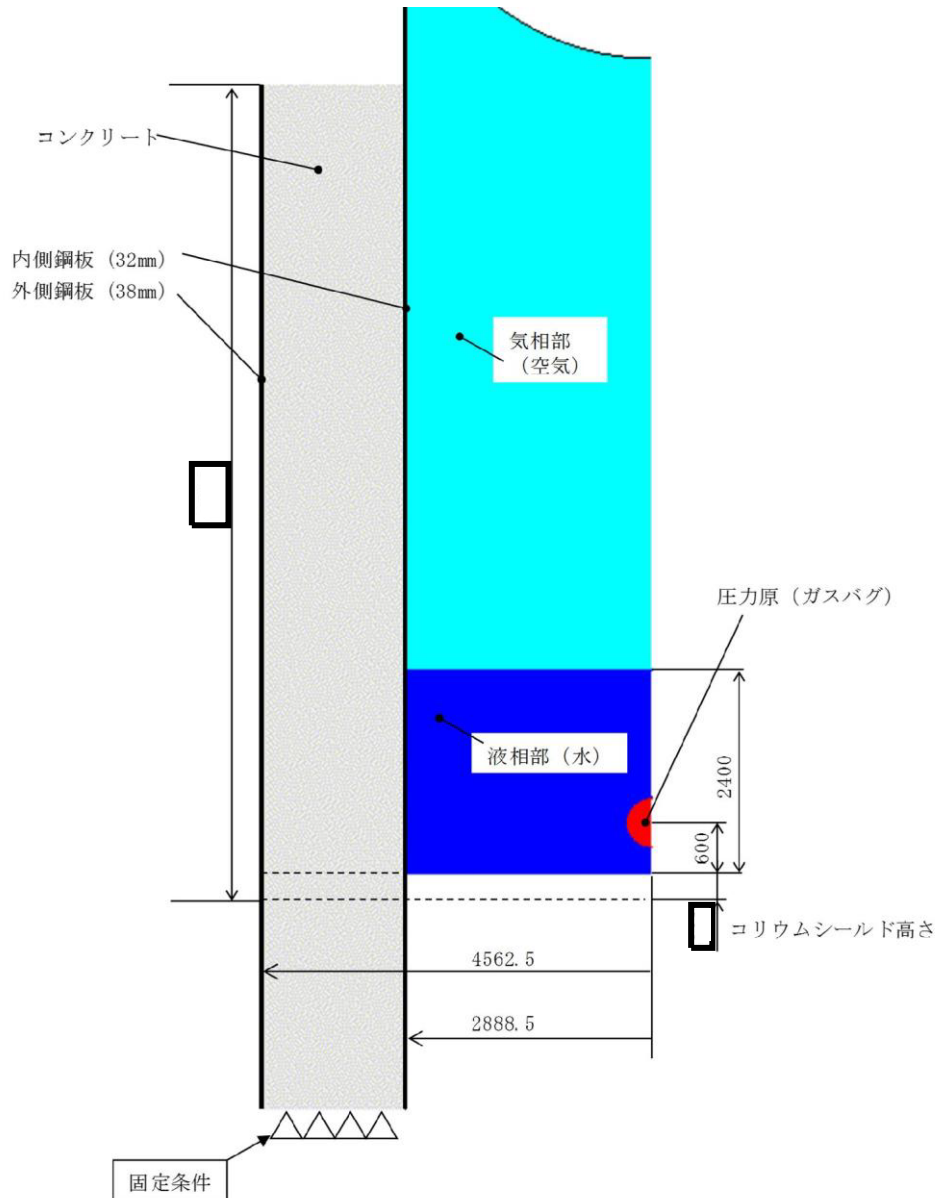 コンクリート
内側鋼板（32㎜）
外側鋼板（38㎜）
気相部
（空気）
圧力源（ガスバグ）
液相部（水）
2400
600
コリウムシールド高さ
4562.5
2888.5
固定条件